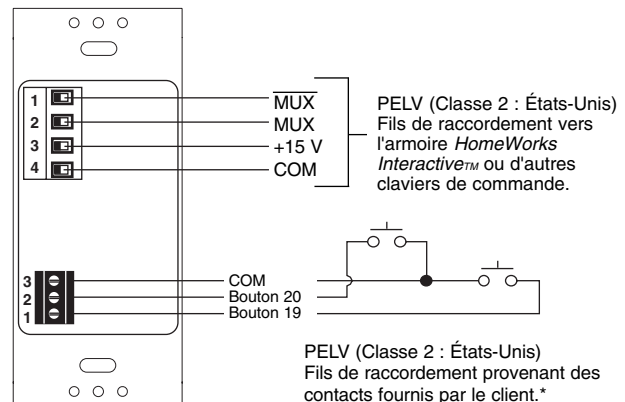 1 M̅U̅X̅
2 MUX
3 +15 V
4 COM
PELV (Classe 2 : États-Unis)
Fils de raccordement vers
l'armoire HomeWorks
Interactive™ ou d'autres
claviers de commande.
3 COM
2 Bouton 20
1 Bouton 19
PELV (Classe 2 : États-Unis)
Fils de raccordement provenant des
contacts fournis par le client.*